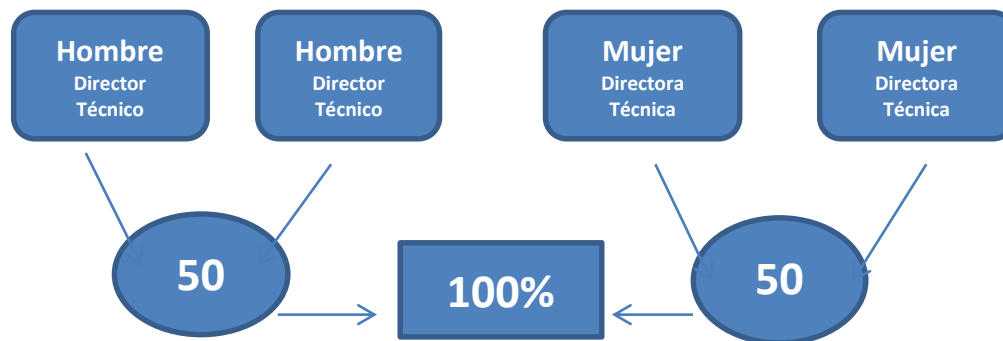 Hombre
Director
Técnico
Hombre
Director
Técnico
Mujer
Directora
Técnica
Mujer
Directora
Técnica
50
100%
50